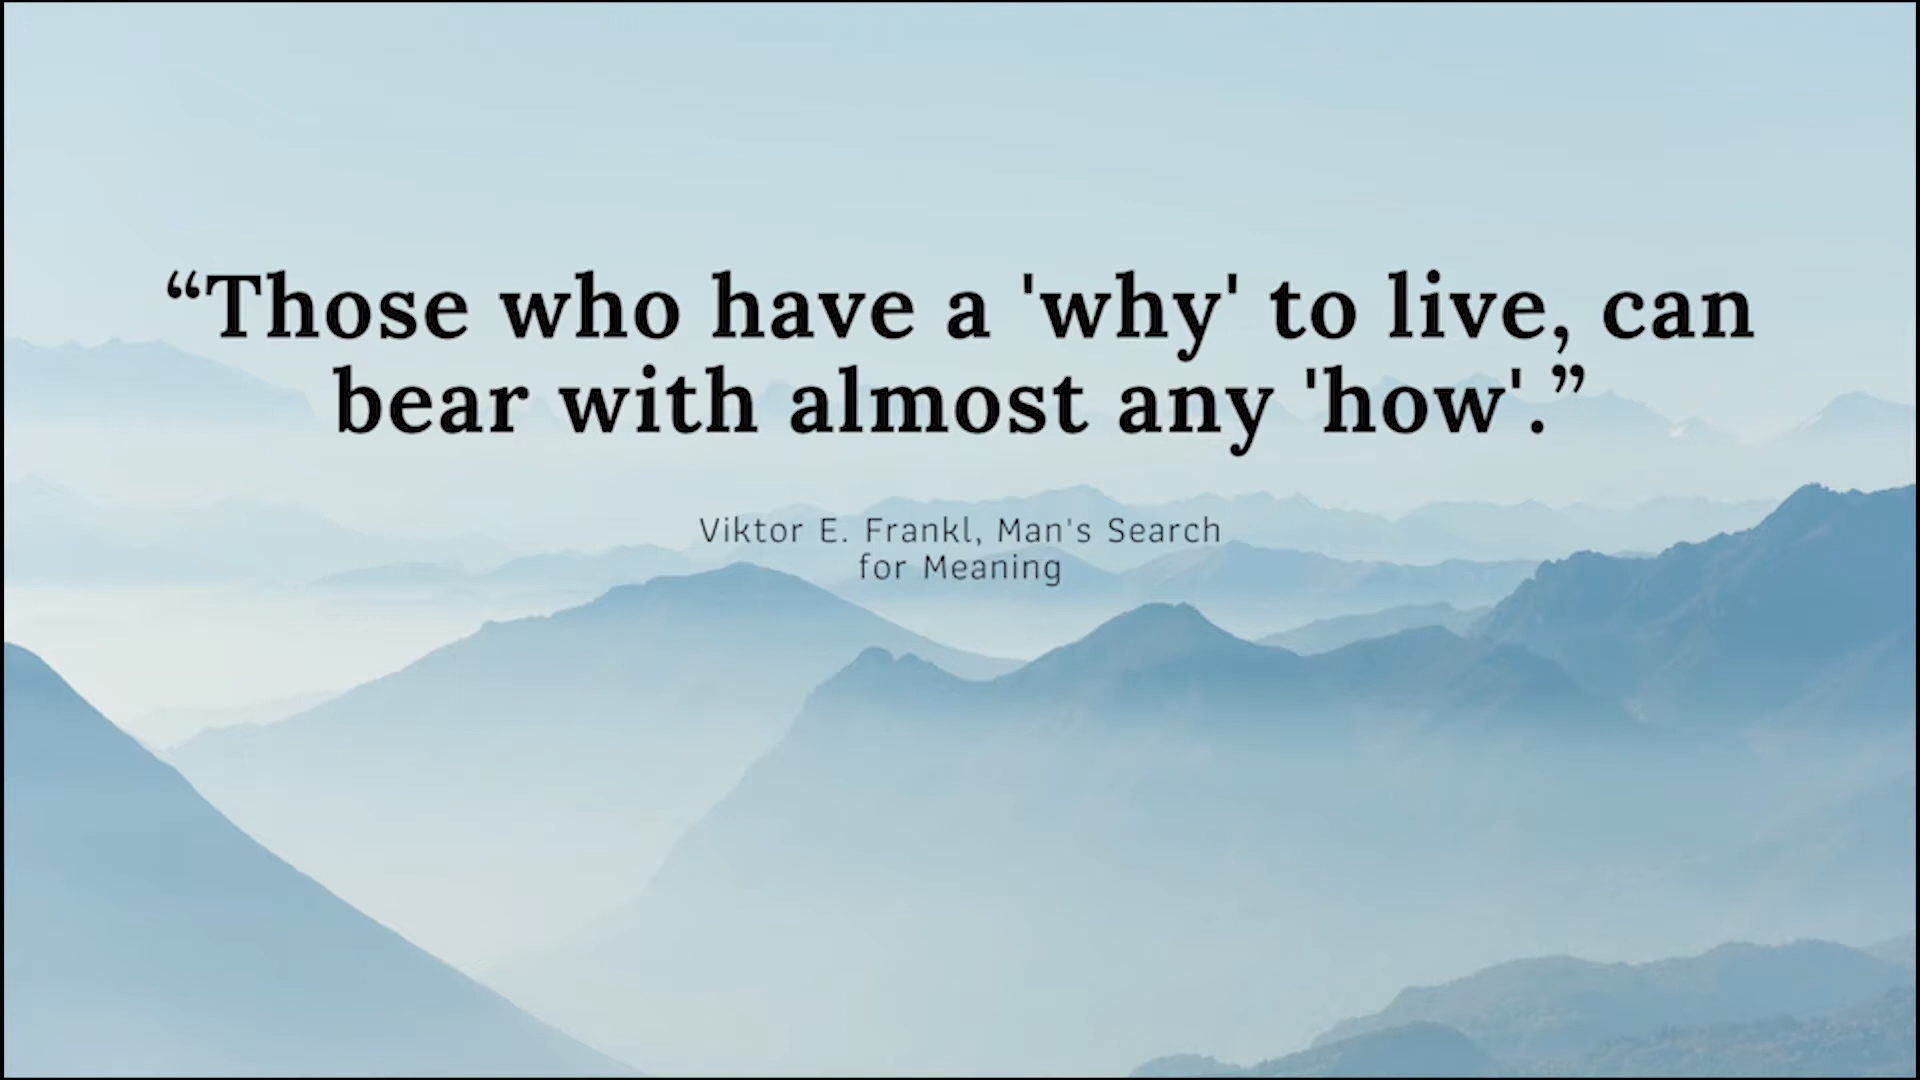 “Those who have a 'why' to live, can
bear with almost any 'how'.”
Viktor E. Frankl, Man's Search
for Meaning